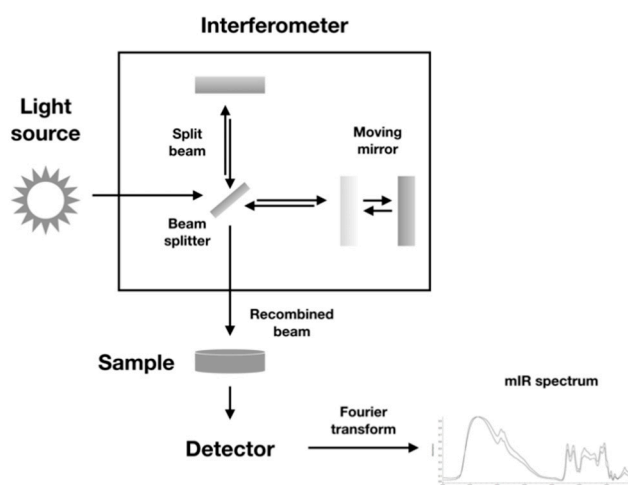 Interferometer
Light
source
Split
beam
Moving
mirror
Beam
splitter
Recombined
beam
Sample
mIR spectrum
Fourier
transform
Detector